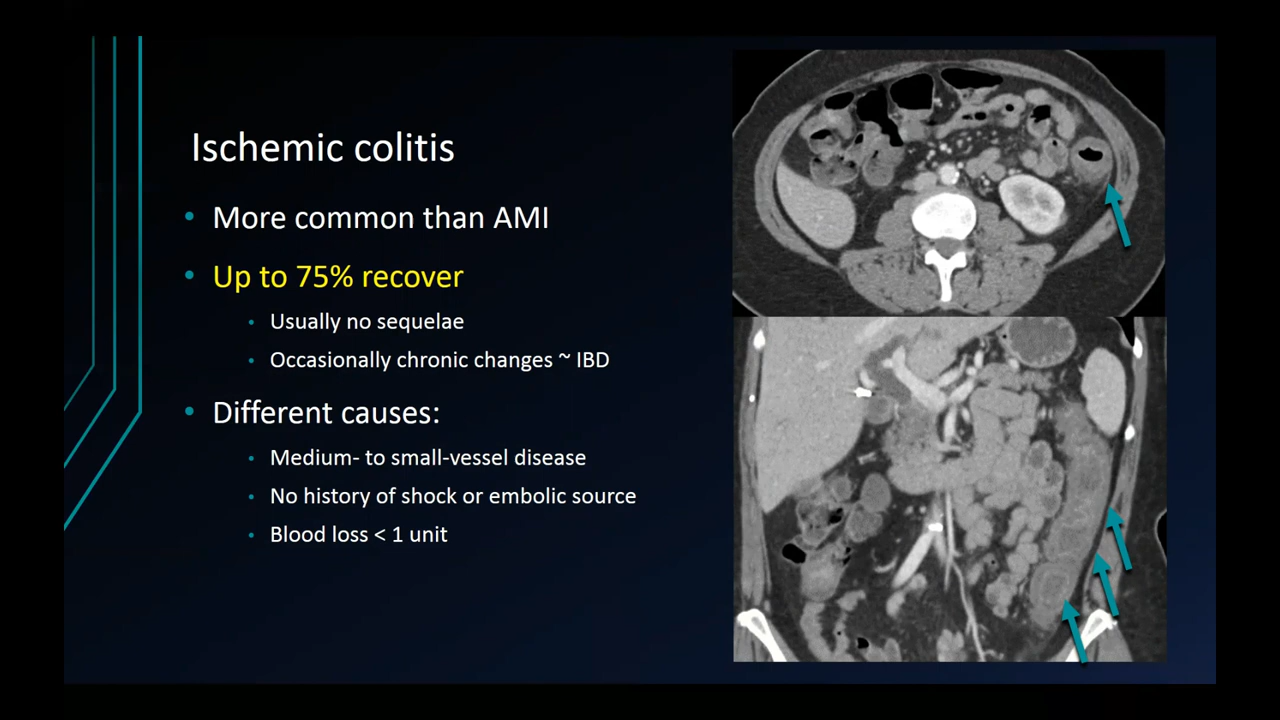 Ischemic colitis
• More common than AMI
• Up to 75% recover
• Usually no sequelae
• Occasionally chronic changes ~ IBD
• Different causes:
• Medium- to small-vessel disease
• No history of shock or embolic source
• Blood loss < 1 unit